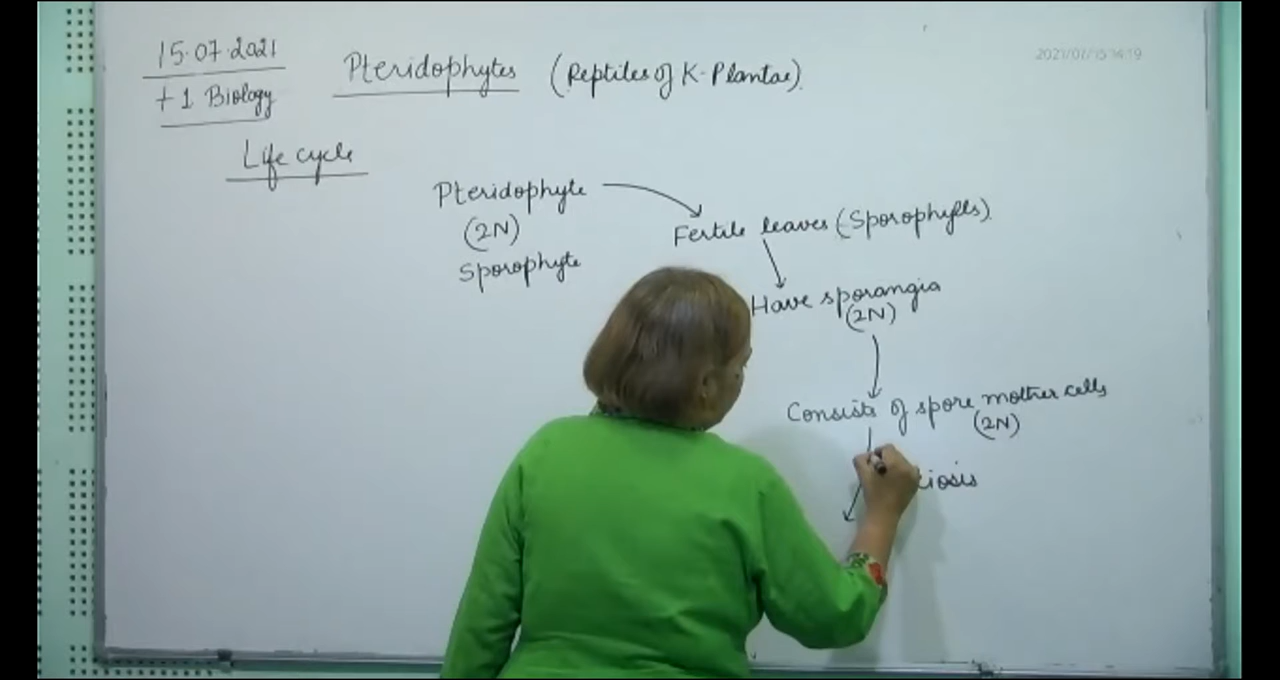 15.07.2021
+1 Biology
Pteridophytes (Reptiles of K-Plantae)
2021/07/15 14:19
Life cycle
Pteridophyte
(2N)
Sporophyte
Fertile leaves (Sporophylls)
Have sporangia
(2N)
Consists of spore mother cells
(2N)